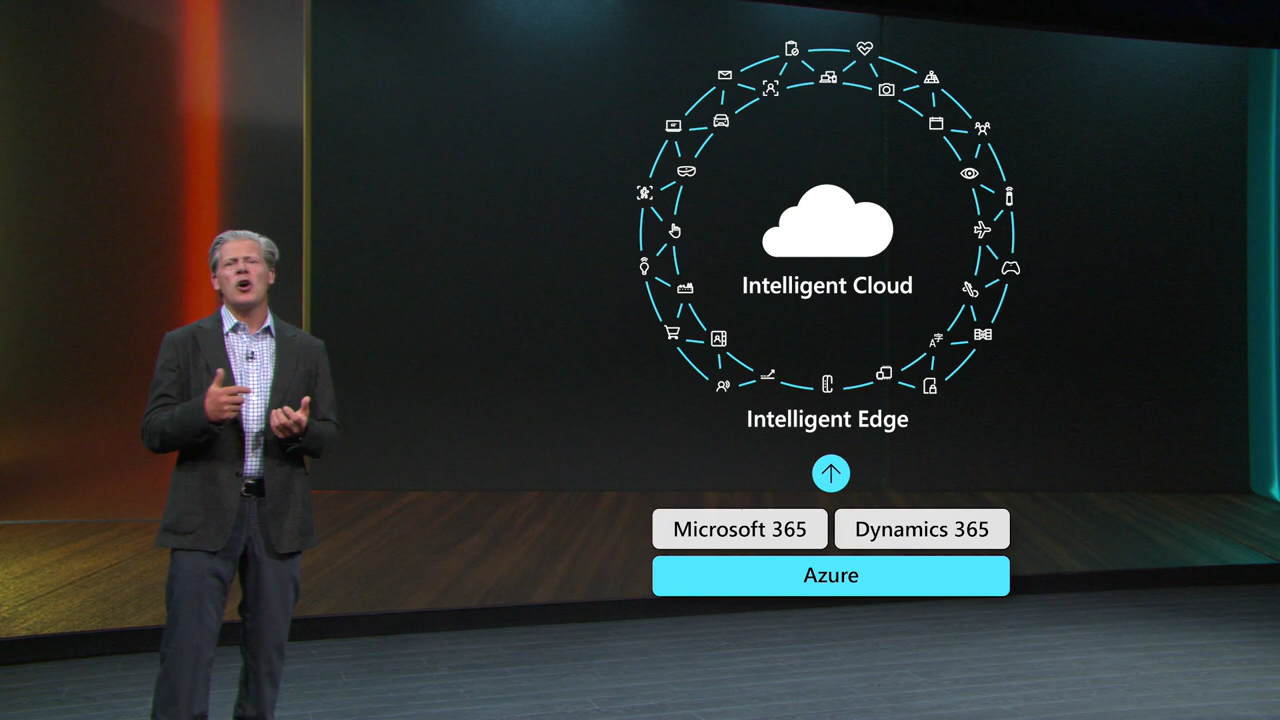 Intelligent Cloud
Intelligent Edge
Microsoft 365
Dynamics 365
Azure